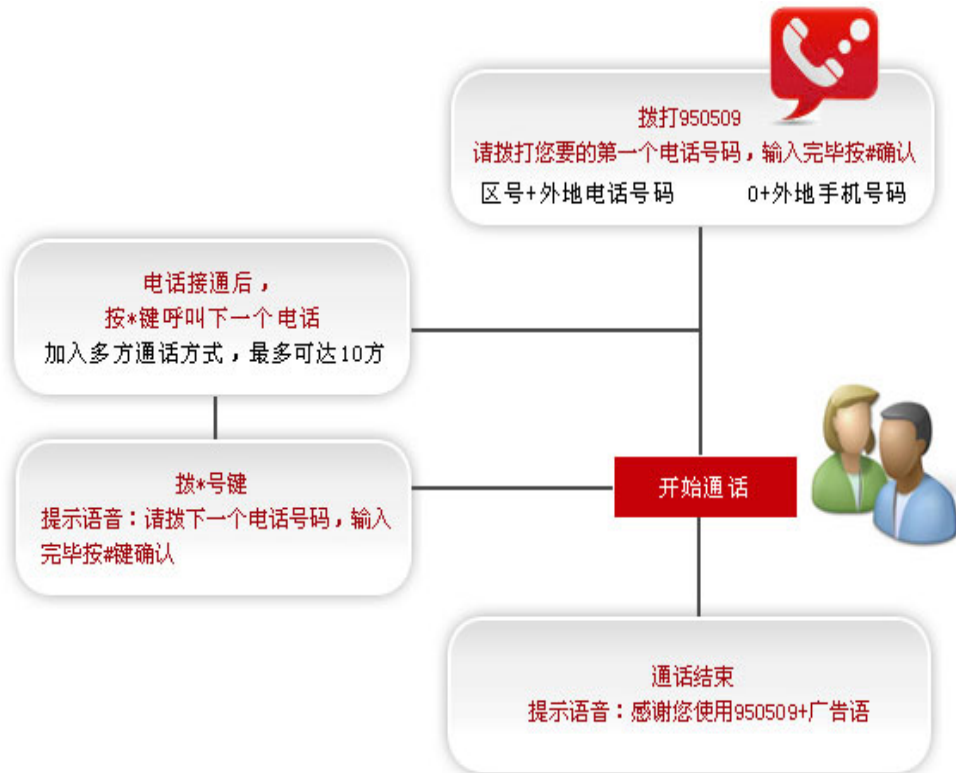 拨打950509
请拨打您要的第一个电话号码，输入完毕按#确认
区号+外地电话号码 0+外地手机号码
电话接通后，
按*键呼叫下一个电话
加入多方通话方式，最多可达10方
拨*号键
提示语音：请拨下一个电话号码，输入
完毕按#键确认
开始通话
通话结束
提示语音：感谢您使用950509+广告语